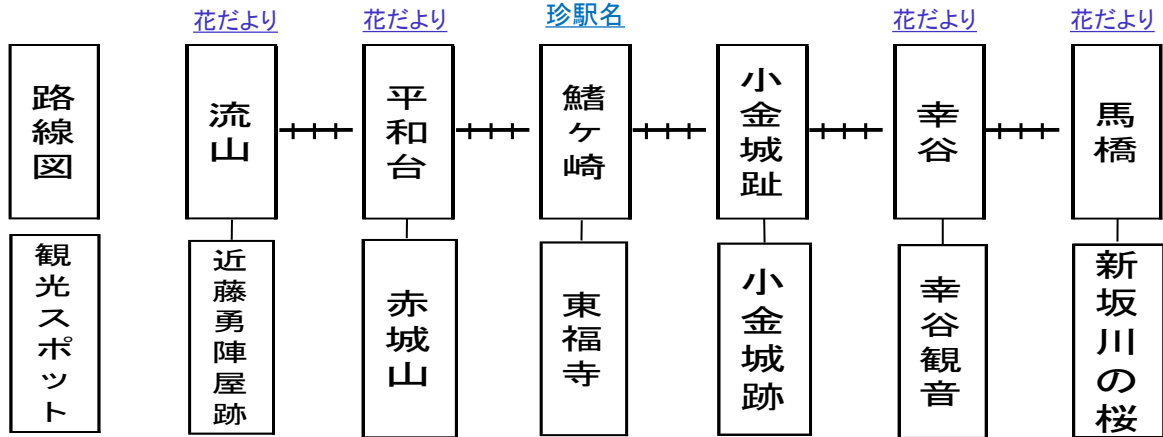 花だより
花だより
珍駅名
花だより
花だより
路線図
流山
平和台
鰭ヶ崎
小金城趾
幸谷
馬橋
観光スポット
近藤勇陣屋跡
赤城山
東福寺
小金城跡
幸谷観音
新坂川の桜